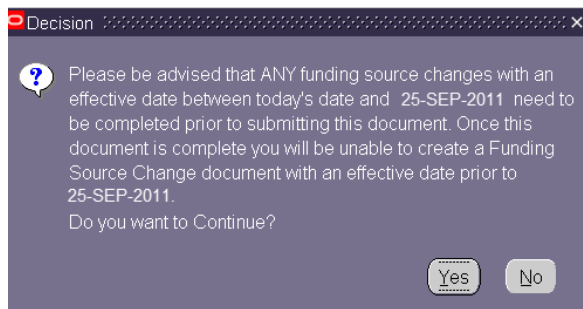 Decision
Please be advised that ANY funding source changes with an
effective date between today's date and 25-SEP-2011 need to
be completed prior to submitting this document. Once this
document is complete you will be unable to create a Funding
Source Change document with an effective date prior to
25-SEP-2011.
Do you want to Continue?
Yes No